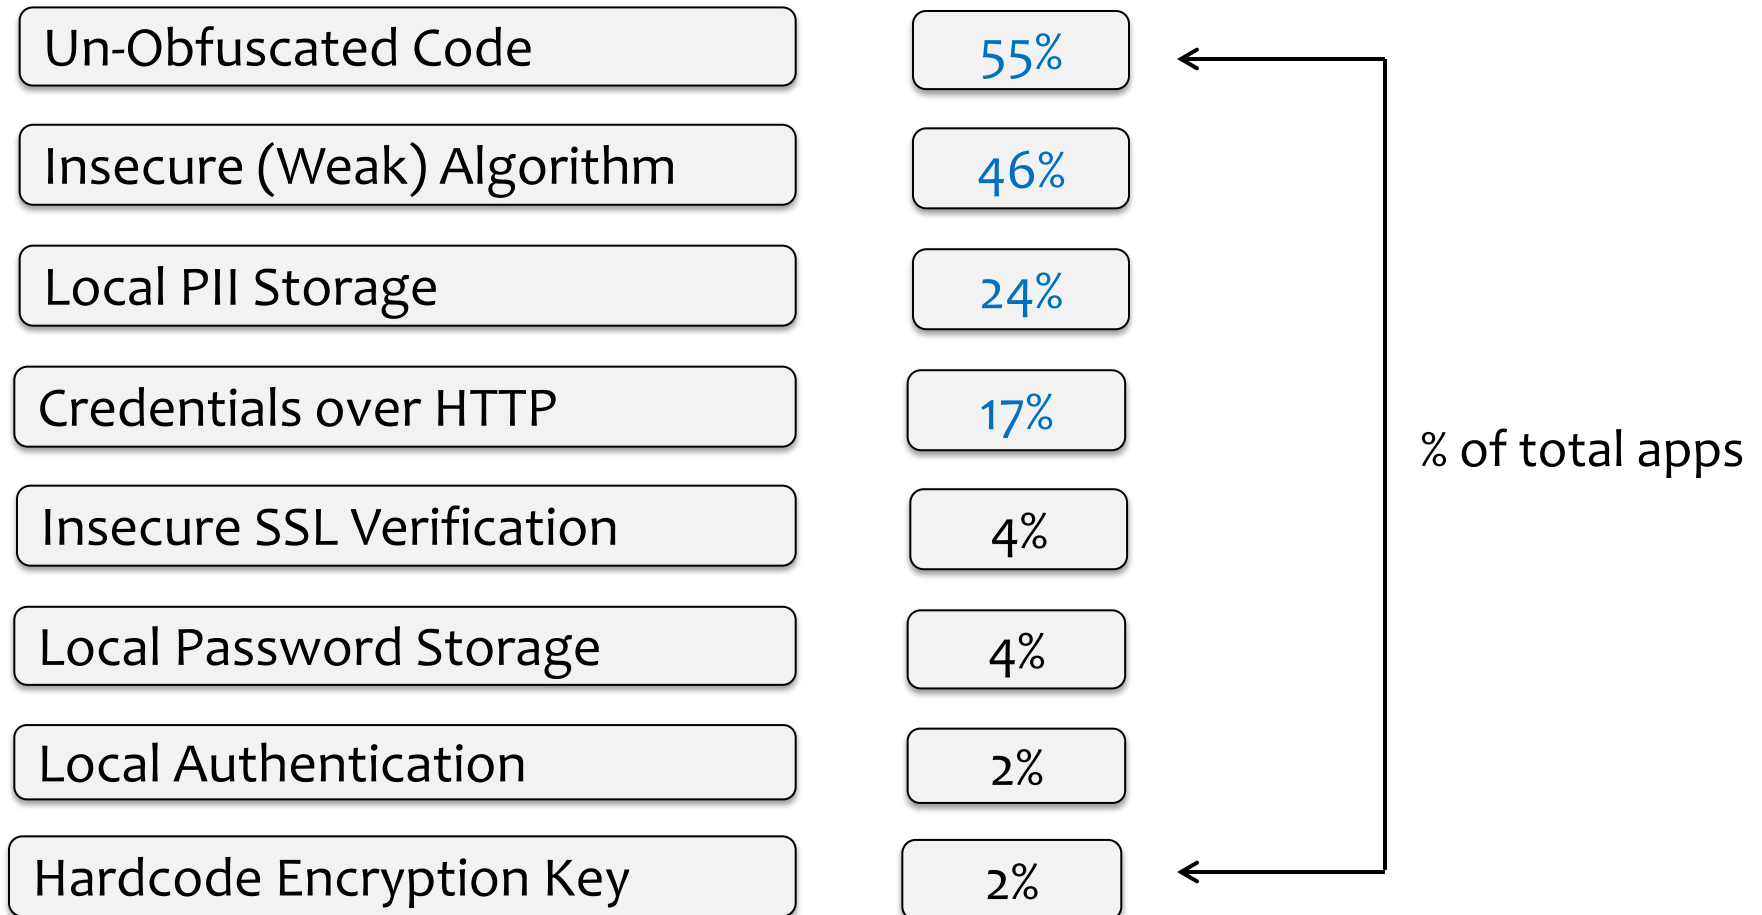 Un-Obfuscated Code 55%
Insecure (Weak) Algorithm 46%
Local PII Storage 24%
Credentials over HTTP 17%
% of total apps
Insecure SSL Verification 4%
Local Password Storage 4%
Local Authentication 2%
Hardcode Encryption Key 2%